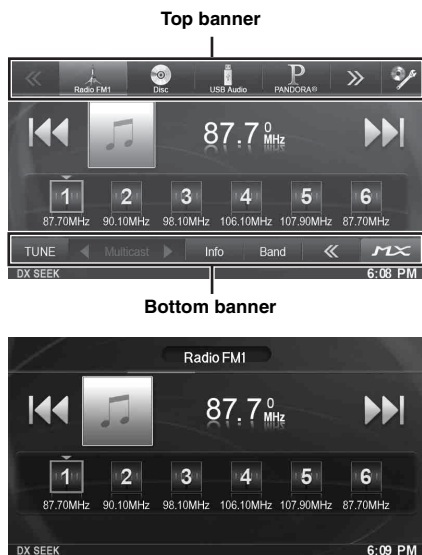 Top banner
Radio FM1 Disc USB Audio PANDORA®
87.7 0 MHz
1 2 3 4 5 6
87.70MHz 90.10MHz 98.10MHz 106.10MHz 107.90MHz 87.70MHz
TUNE Multicast Info Band MX
DX SEEK 6:08 PM
Bottom banner
Radio FM1
87.7 0 MHz
1 2 3 4 5 6
87.70MHz 90.10MHz 98.10MHz 106.10MHz 107.90MHz 87.70MHz
DX SEEK 6:09 PM